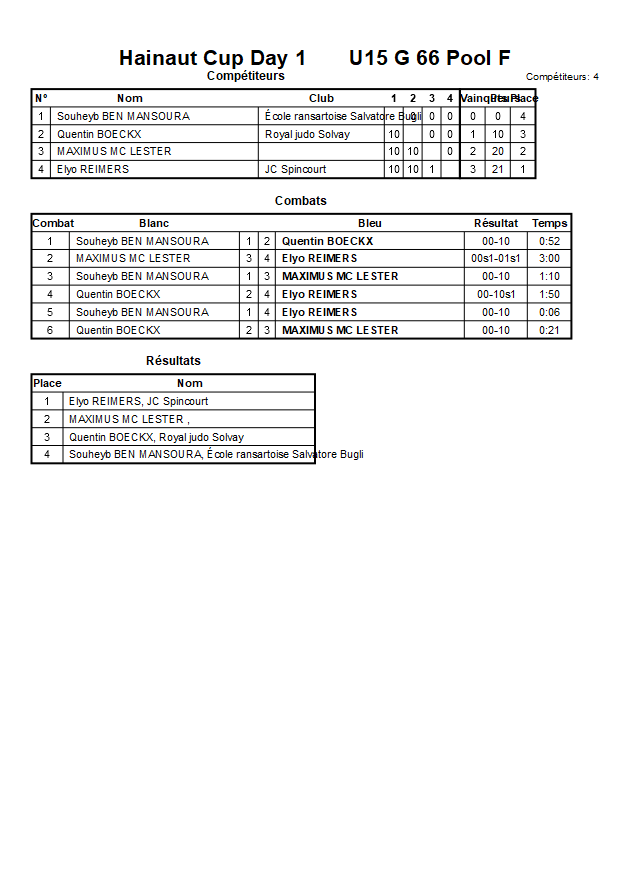 Hainaut Cup Day 1 U15 G 66 Pool F
Compétiteurs Compétiteurs: 4
Nº Nom Club 1 2 3 4 Vainqueurs Place
1 Souheyb BEN MANSOURA École ransartoise Salvatore Bugli 0 0 0 0 0 4
2 Quentin BOECKX Royal judo Solvay 10 0 0 1 10 3
3 MAXIMUS MC LESTER 10 10 0 2 20 2
4 Elyo REIMERS JC Spincourt 10 10 1 3 21 1
Combats
Combat Blanc Bleu Résultat Temps
1 Souheyb BEN MANSOURA 1 2 Quentin BOECKX 00-10 0:52
2 MAXIMUS MC LESTER 3 4 Elyo REIMERS 00s1-01s1 3:00
3 Souheyb BEN MANSOURA 1 3 MAXIMUS MC LESTER 00-10 1:10
4 Quentin BOECKX 2 4 Elyo REIMERS 00-10s1 1:50
5 Souheyb BEN MANSOURA 1 4 Elyo REIMERS 00-10 0:06
6 Quentin BOECKX 2 3 MAXIMUS MC LESTER 00-10 0:21
Résultats
Place Nom
1 Elyo REIMERS, JC Spincourt
2 MAXIMUS MC LESTER ,
3 Quentin BOECKX, Royal judo Solvay
4 Souheyb BEN MANSOURA, École ransartoise Salvatore Bugli